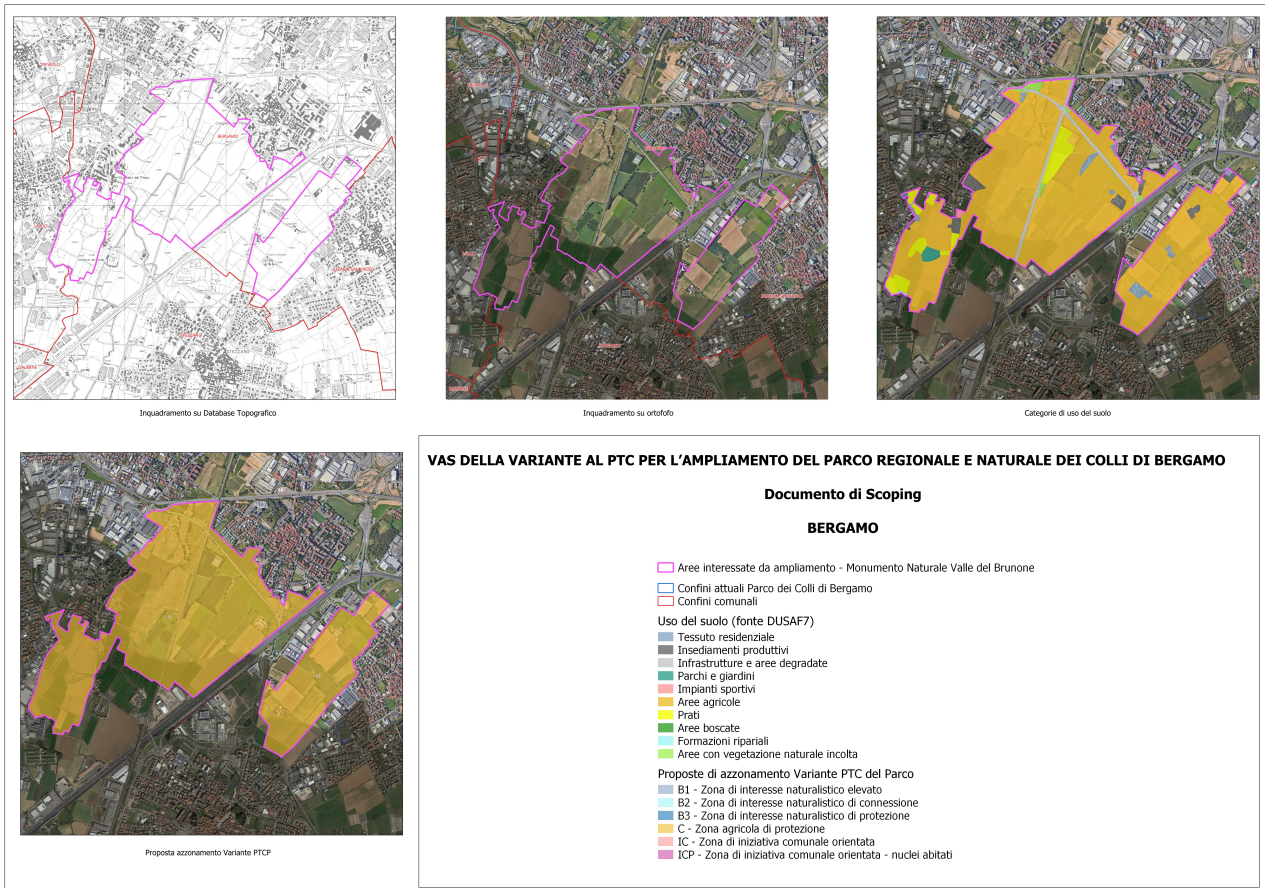 BERGAMO
Inquadramento su Database Topografico
Inquadramento su ortofofo
Categorie di uso del suolo
Proposta azzonamento Variante PTCP
VAS DELLA VARIANTE AL PTC PER L'AMPLIAMENTO DEL PARCO REGIONALE E NATURALE DEI COLLI DI BERGAMO
Documento di Scoping
BERGAMO
Aree interessate da ampliamento - Monumento Naturale Valle del Brunone
Confini attuali Parco dei Colli di Bergamo
Confini comunali
Uso del suolo (fonte DUSAF7)
Tessuto residenziale
Insediamenti produttivi
Infrastrutture e aree degradate
Parchi e giardini
Impianti sportivi
Aree agricole
Prati
Aree boscate
Formazioni ripariali
Aree con vegetazione naturale incolta
Proposte di azzonamento Variante PTC del Parco
B1 - Zona di interesse naturalistico elevato
B2 - Zona di interesse naturalistico di connessione
B3 - Zona di interesse naturalistico di protezione
C - Zona agricola di protezione
IC - Zona di iniziativa comunale orientata
ICP - Zona di iniziativa comunale orientata - nuclei abitati